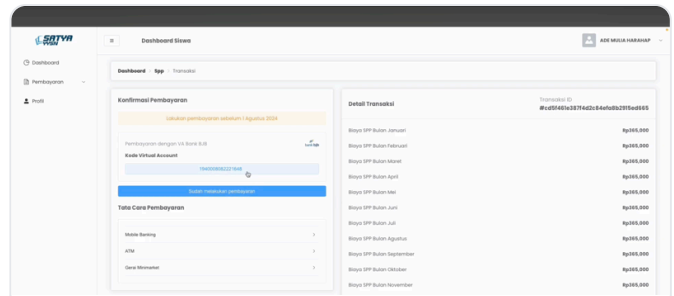 SATYA
YYSN
Dashboard Siswa
ADE MULIA HARAHAP
Dashboard
Pembayaran
Profil
Dashboard / Spp / Transaksi
Konfirmasi Pembayaran
Lakukan pembayaran sebelum 1 Agustus 2024
Pembayaran dengan VA Bank BJB
Kode Virtual Account
Sudah melakukan pembayaran
Tata Cara Pembayaran
Mobile Banking
ATM
Gerai Minimarket
Detail Transaksi
Transaksi ID
Biaya SPP Bulan Januari Rp365,000
Biaya SPP Bulan Februari Rp365,000
Biaya SPP Bulan Maret Rp365,000
Biaya SPP Bulan April Rp365,000
Biaya SPP Bulan Mei Rp365,000
Biaya SPP Bulan Juni Rp365,000
Biaya SPP Bulan Juli Rp365,000
Biaya SPP Bulan Agustus Rp365,000
Biaya SPP Bulan September Rp365,000
Biaya SPP Bulan Oktober Rp365,000
Biaya SPP Bulan November Rp365,000